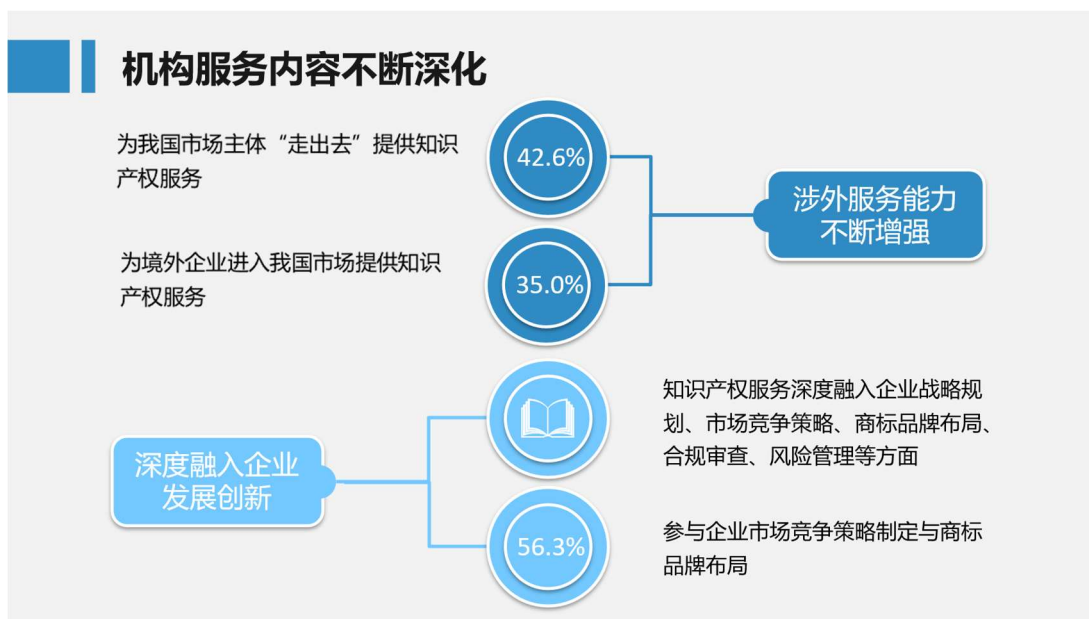 机构服务内容不断深化
为我国市场主体“走出去”提供知识
产权服务
42.6%
为境外企业进入我国市场提供知识
产权服务
35.0%
涉外服务能力
不断增强
深度融入企业
发展创新
知识产权服务深度融入企业战略规
划、市场竞争策略、商标品牌布局、
合规审查、风险管理等方面
56.3%
参与企业市场竞争策略制定与商标
品牌布局